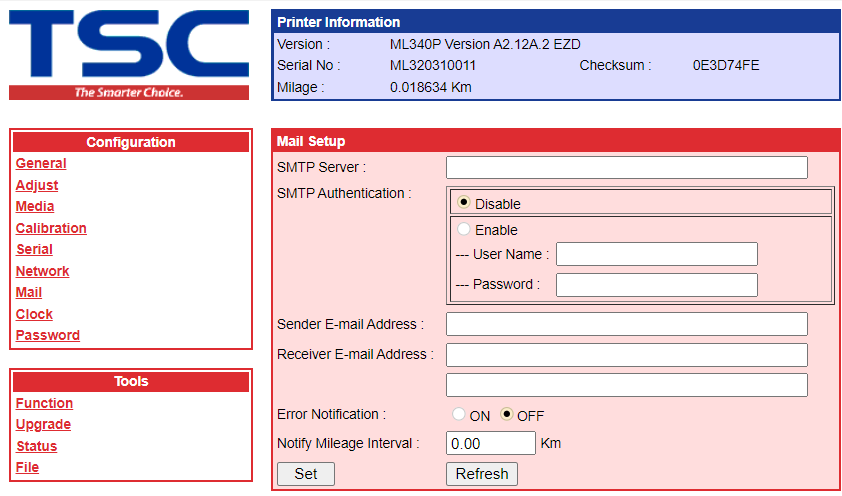 TSC
The Smarter Choice.
Printer Information
Version : ML340P Version A2.12A.2 EZD
Serial No : ML320310011 Checksum : 0E3D74FE
Milage : 0.018634 Km
Configuration
General
Adjust
Media
Calibration
Serial
Network
Mail
Clock
Password
Tools
Function
Upgrade
Status
File
Mail Setup
SMTP Server :
SMTP Authentication :
Disable
Enable
--- User Name :
--- Password :
Sender E-mail Address :
Receiver E-mail Address :
Error Notification : ON OFF
Notify Mileage Interval : 0.00 Km
Set Refresh